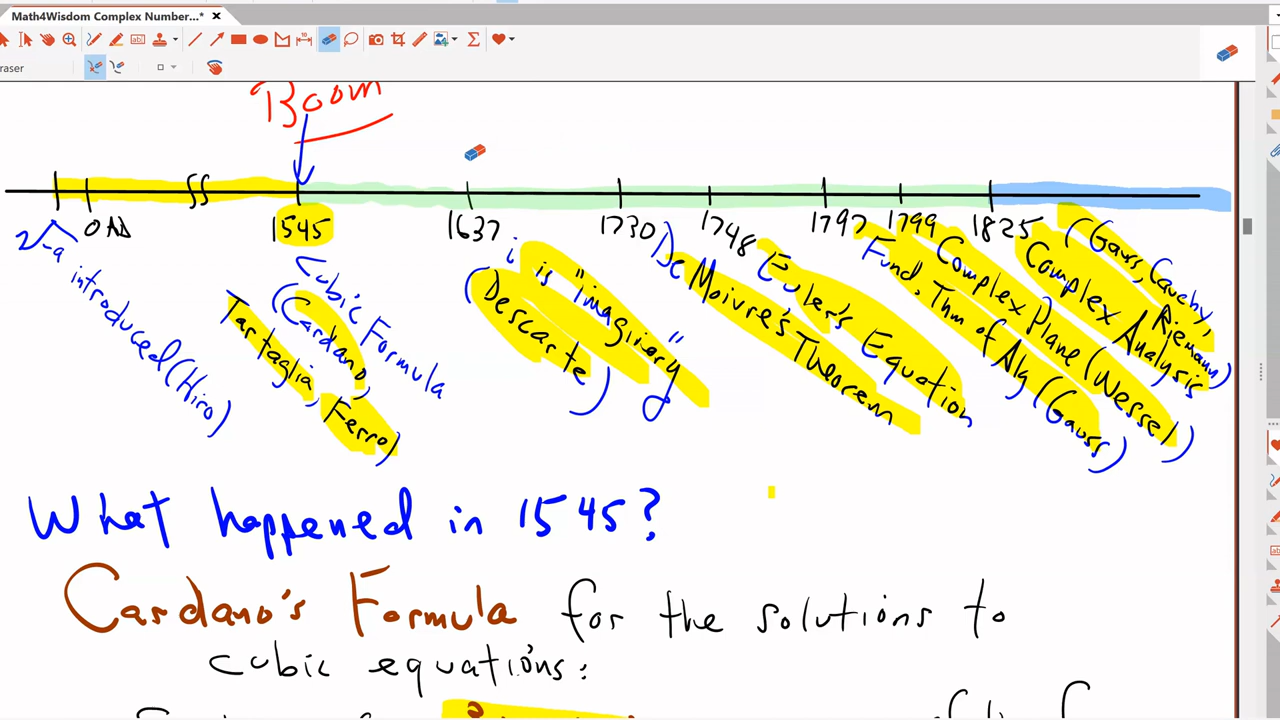 Math4Wisdom Complex Number...*
raser
Boom
0 AD
1545
1637
1730
1748
1797
1799
1825
√-a introduced (Hiro)
Cubic Formula
(Cardano,
Tartaglia,
Ferro)
i is "imaginary"
(Descarte)
De Moivre's Theorem
Euler's Equation
Fund. Thm of Alg (Gauss)
Complex Plane (Wessel)
Complex Analysis
(Gauss, Cauchy,
Riemann)
What happened in 1545?
Cardano's Formula for the solutions to
cubic equations: